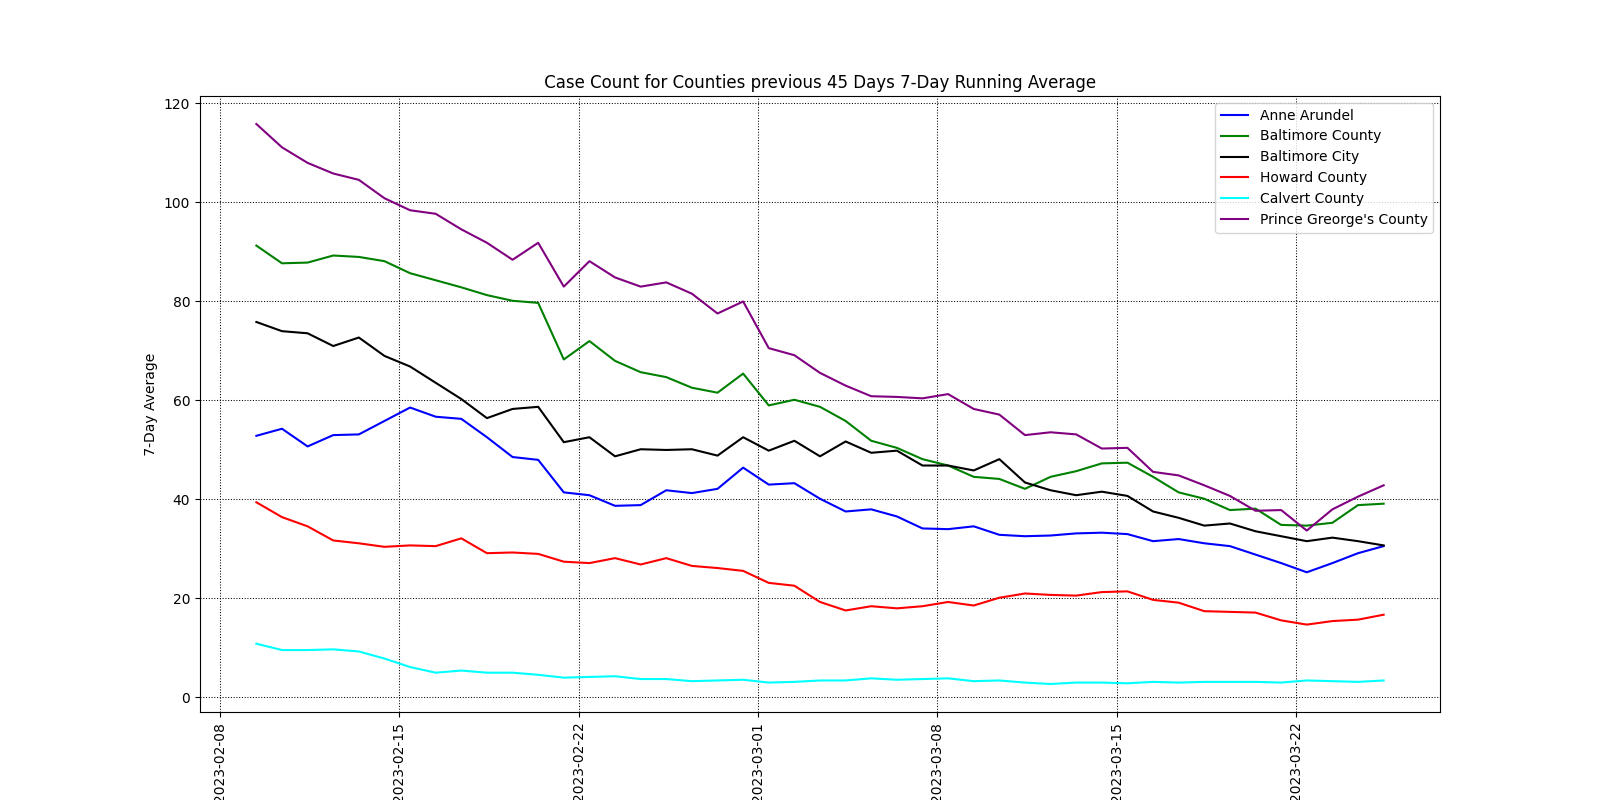 Case Count for Counties previous 45 Days 7-Day Running Average
120
100
80
60
40
20
0
7-Day Average
Anne Arundel
Baltimore County
Baltimore City
Howard County
Calvert County
Prince Greorge's County
2023-02-08
2023-02-15
2023-02-22
2023-03-01
2023-03-08
2023-03-15
2023-03-22